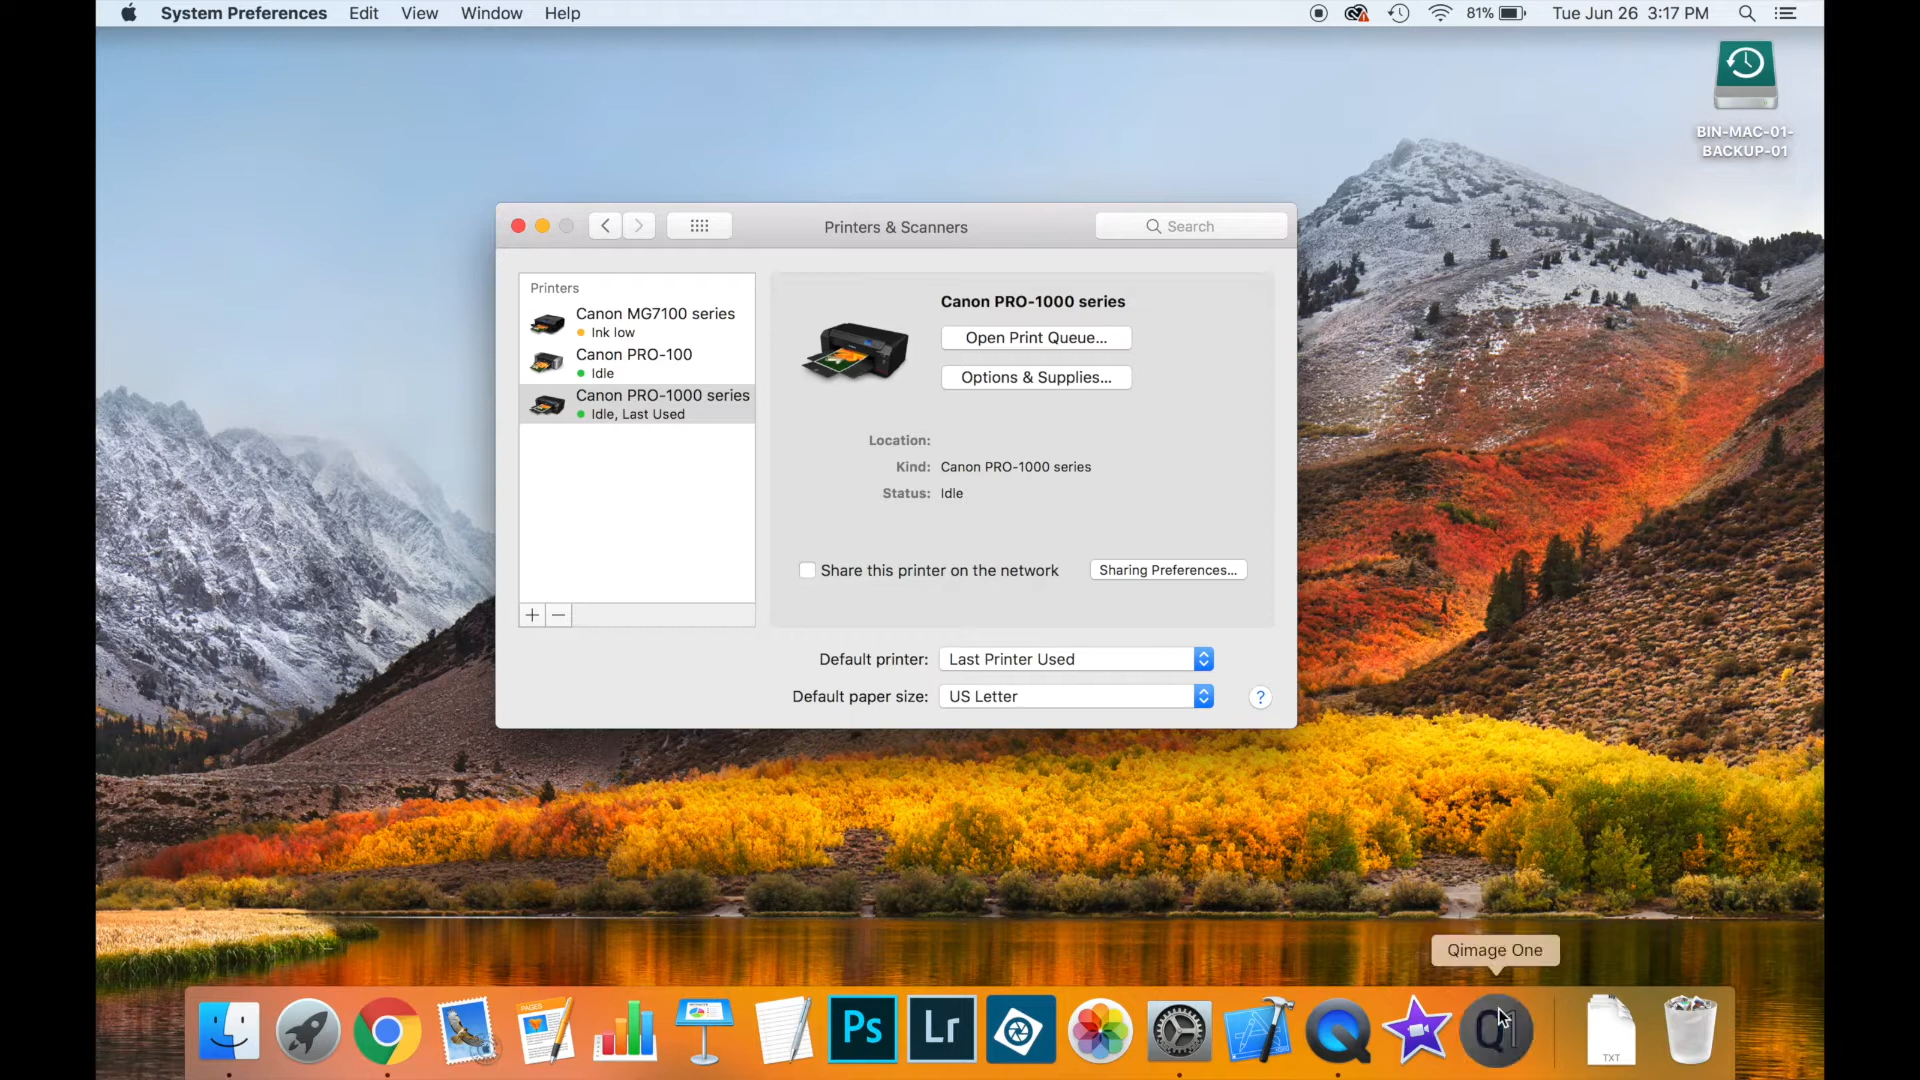 System Preferences Edit View Window Help 81% Tue Jun 26 3:17 PM
BIN-MAC-01-
BACKUP-01
Printers & Scanners
Search
Printers
Canon MG7100 series
Ink low
Canon PRO-100
Idle
Canon PRO-1000 series
Idle, Last Used
Canon PRO-1000 series
Open Print Queue...
Options & Supplies...
Location:
Kind: Canon PRO-1000 series
Status: Idle
Share this printer on the network
Sharing Preferences...
+ −
Default printer: Last Printer Used
Default paper size: US Letter
?
Qimage One
PAGES
Ps
Lr
Q1
TXT